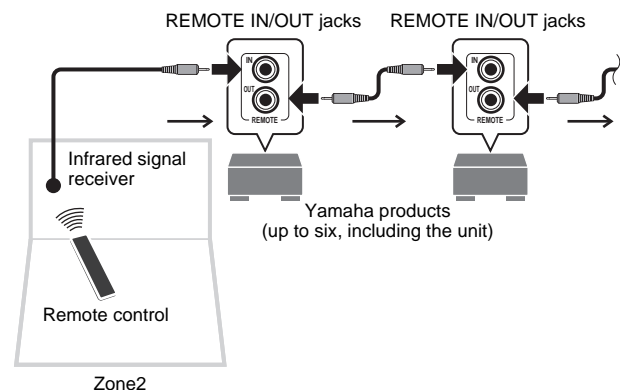 REMOTE IN/OUT jacks
REMOTE IN/OUT jacks
IN
OUT
REMOTE
IN
OUT
REMOTE
Infrared signal
receiver
Yamaha products
(up to six, including the unit)
Remote control
Zone2